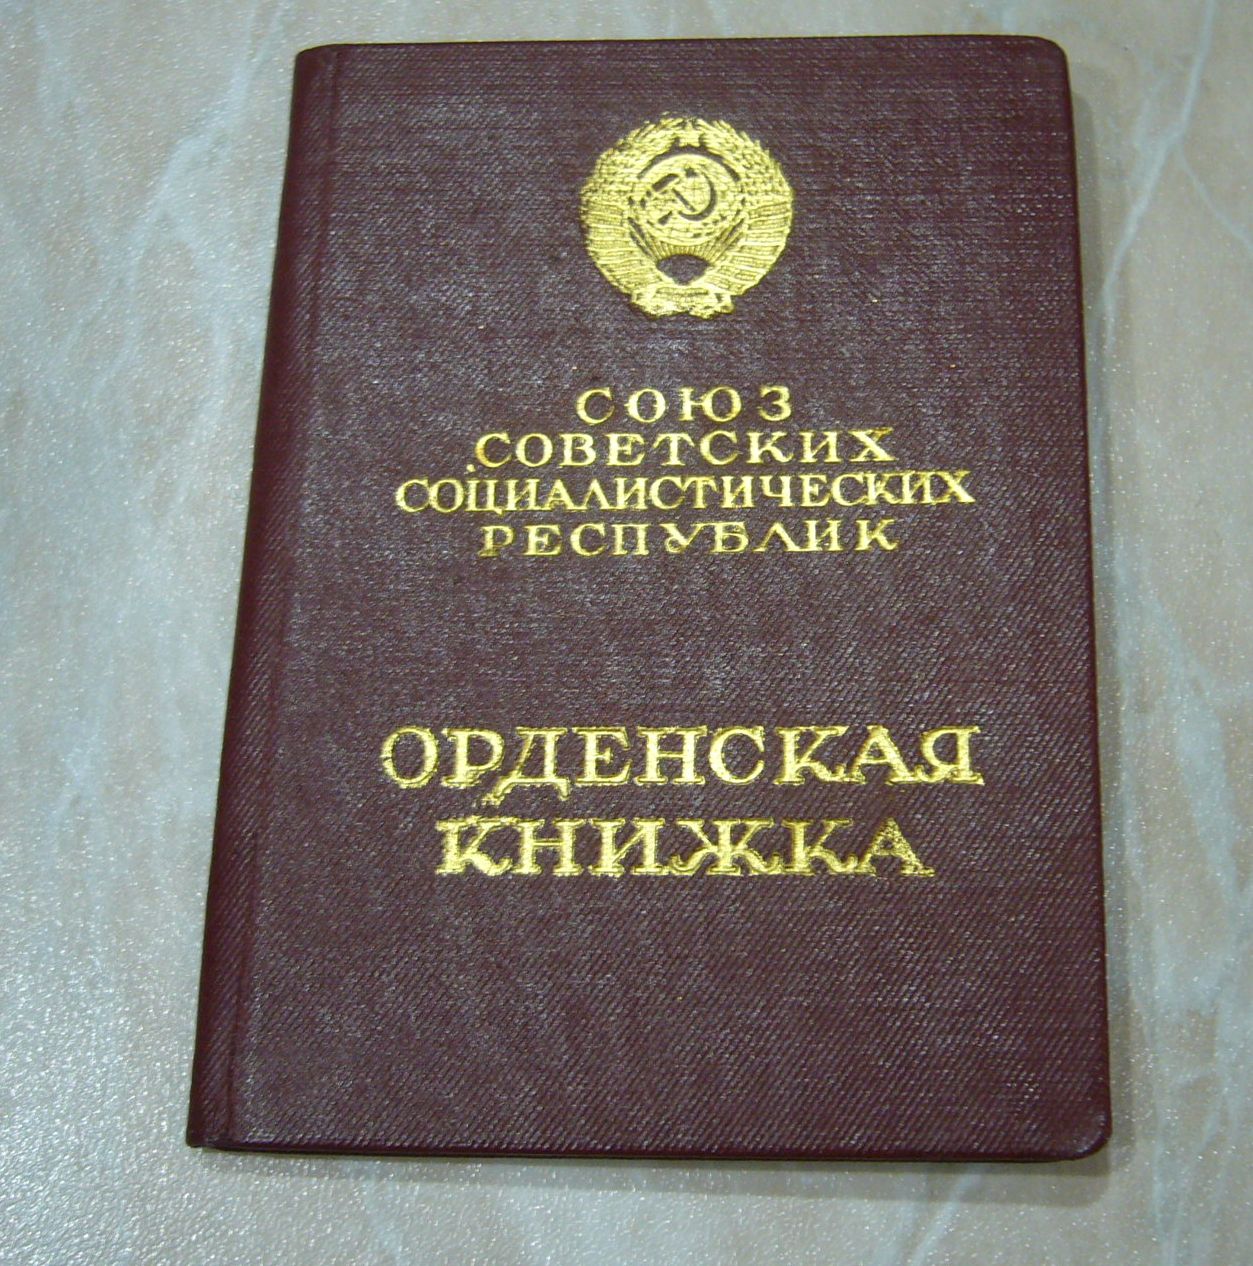 СОЮЗ
СОВЕТСКИХ
СОЦИАЛИСТИЧЕСКИХ
РЕСПУБЛИК
ОРДЕНСКАЯ
КНИЖКА